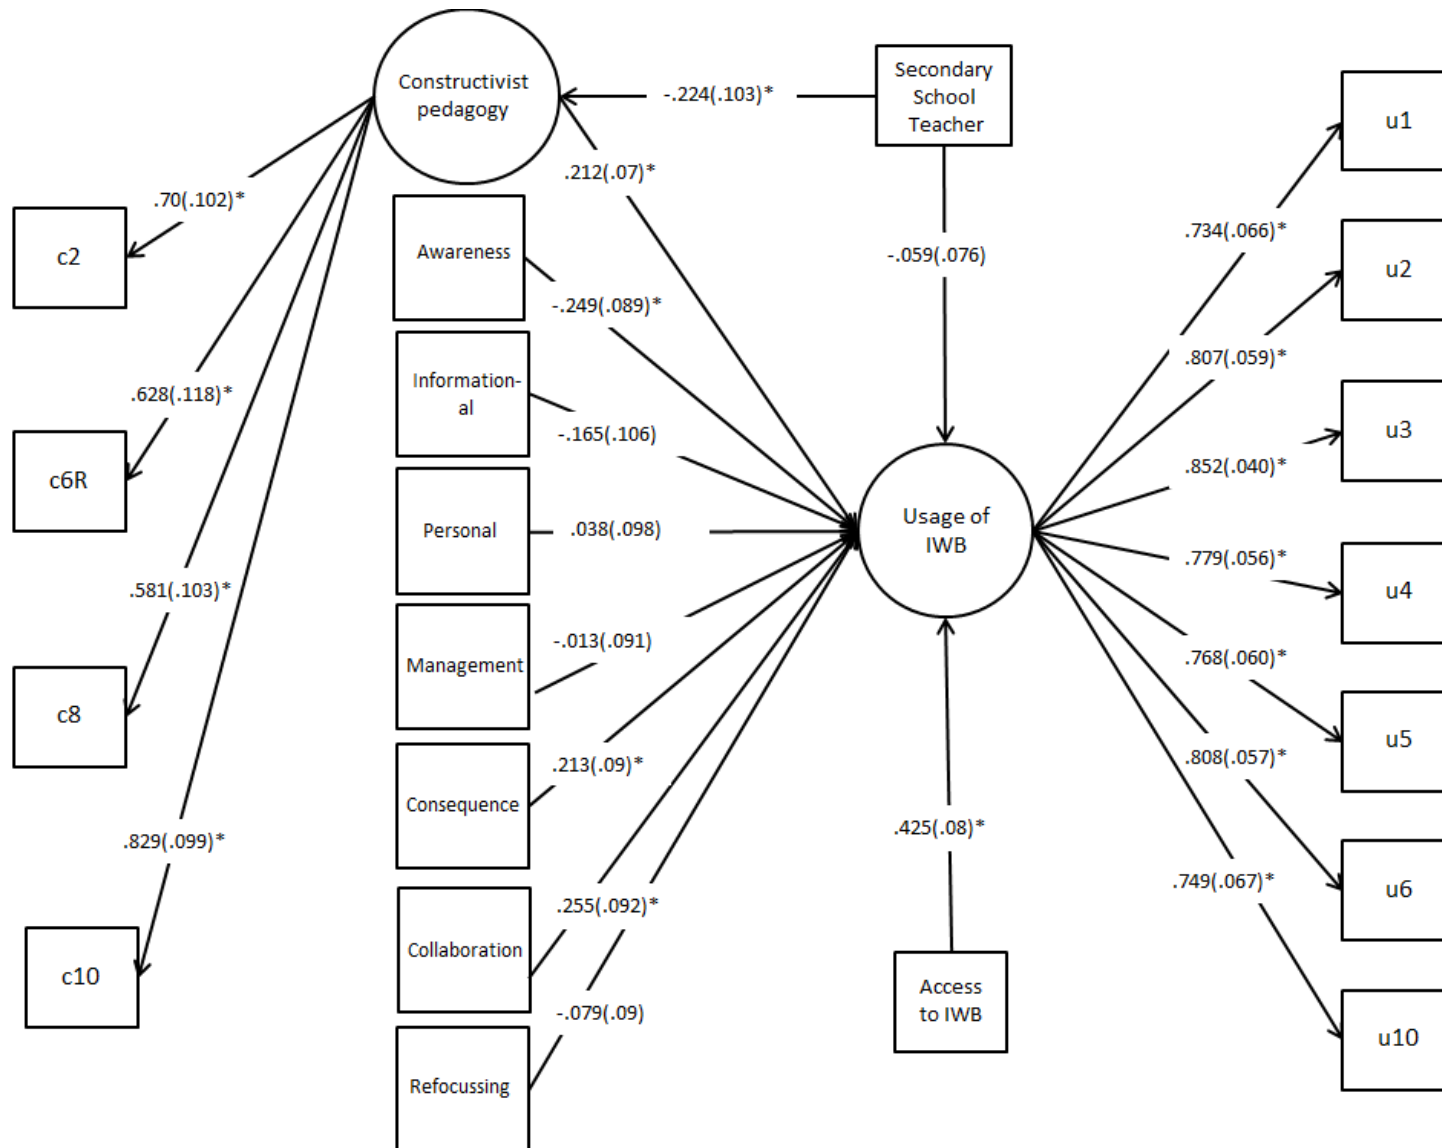 Constructivist
pedagogy
-.224(.103)*
Secondary
School
Teacher
u1
.212(.07)*
.70(.102)*
c2
Awareness
-.249(.089)*
-.059(.076)
.734(.066)*
u2
.807(.059)*
Information-
al
-.165(.106)
.628(.118)*
c6R
Personal
.038(.098)
Usage of
IWB
.852(.040)*
u3
.779(.056)*
u4
.581(.103)*
Management
-.013(.091)
.768(.060)*
c8
u5
Consequence
.213(.09)*
.808(.057)*
.829(.099)*
.425(.08)*
.749(.067)*
u6
Collaboration
.255(.092)*
c10
Access
to IWB
-.079(.09)
u10
Refocussing